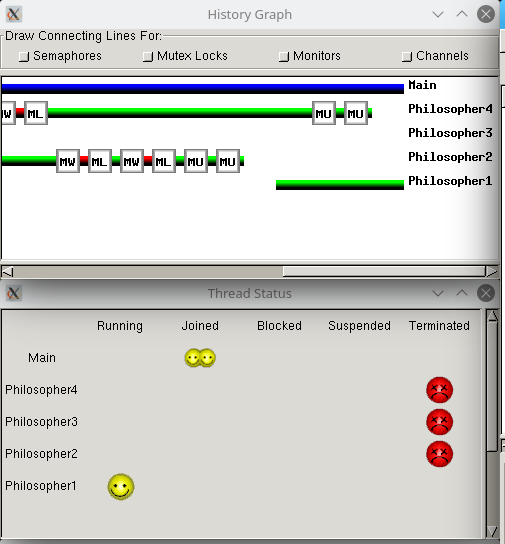 History Graph
Draw Connecting Lines For:
Semaphores Mutex Locks Monitors Channels
Main
ML MU MU Philosopher4
Philosopher3
MW ML MW ML MU MU Philosopher2
Philosopher1
Thread Status
Running Joined Blocked Suspended Terminated
Main
Philosopher4
Philosopher3
Philosopher2
Philosopher1